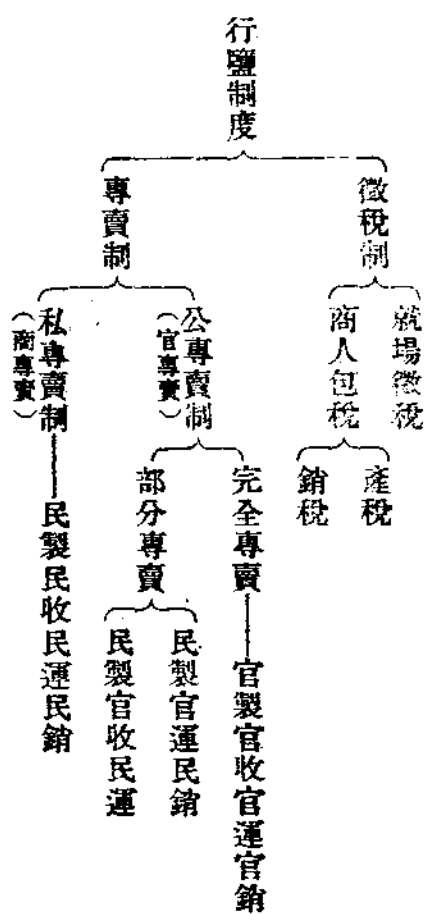 行鹽制度
徵稅制
就場徵稅
商人包稅
產稅
銷稅
專賣制
公專賣制
（官專賣）
完全專賣——官製官收官運官銷
部分專賣
民製官運民銷
民製官收民運
私專賣制——民製民收民運民銷
（商專賣）